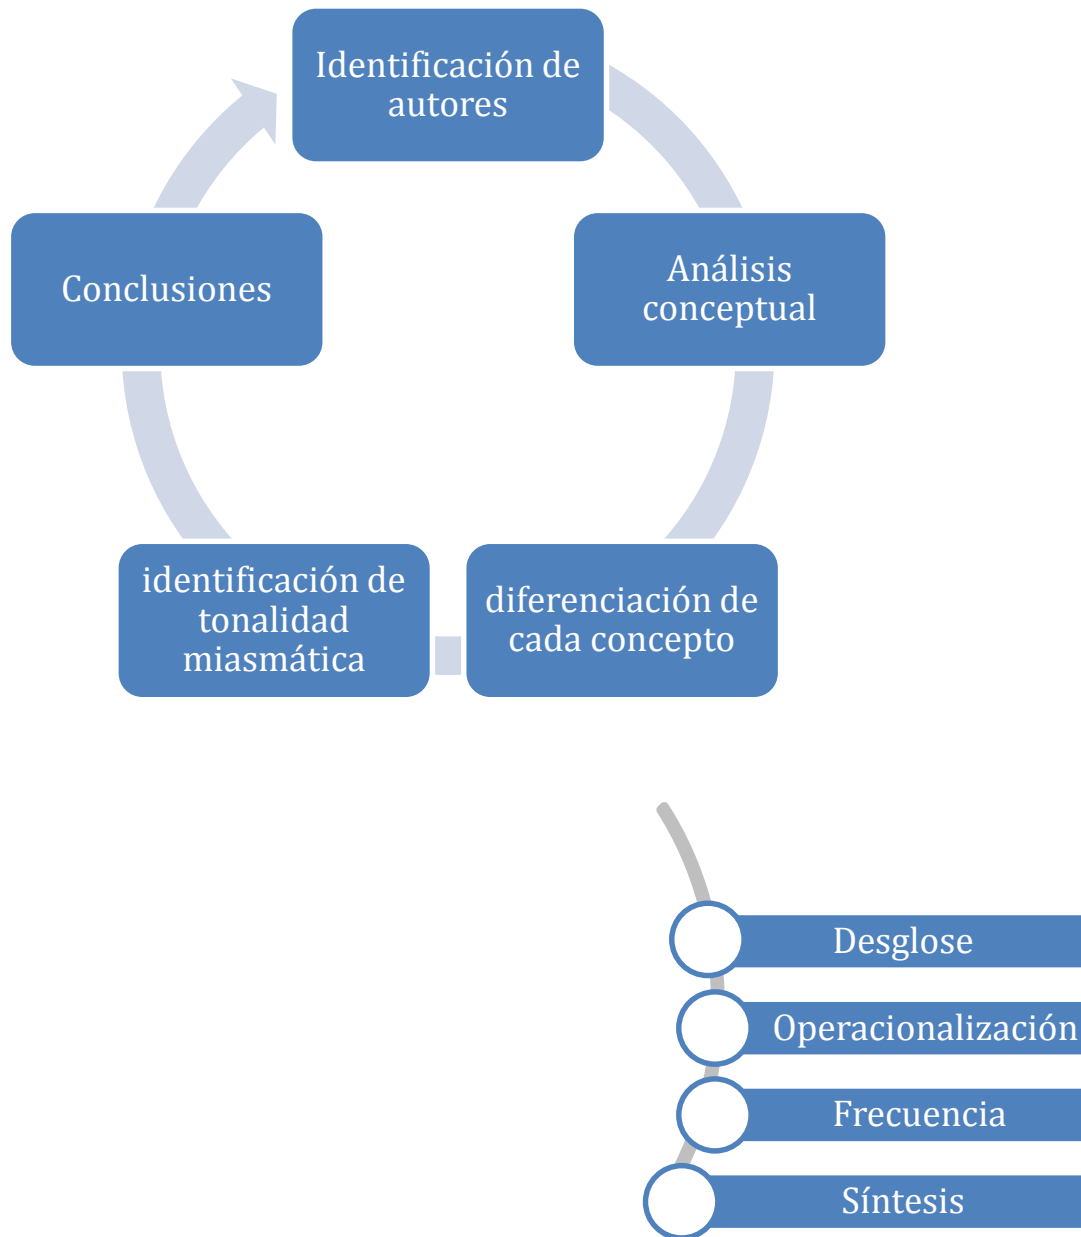 Identificación de
autores
Análisis
conceptual
diferenciación de
cada concepto
identificación de
tonalidad
miasmática
Conclusiones
Desglose
Operacionalización
Frecuencia
Síntesis